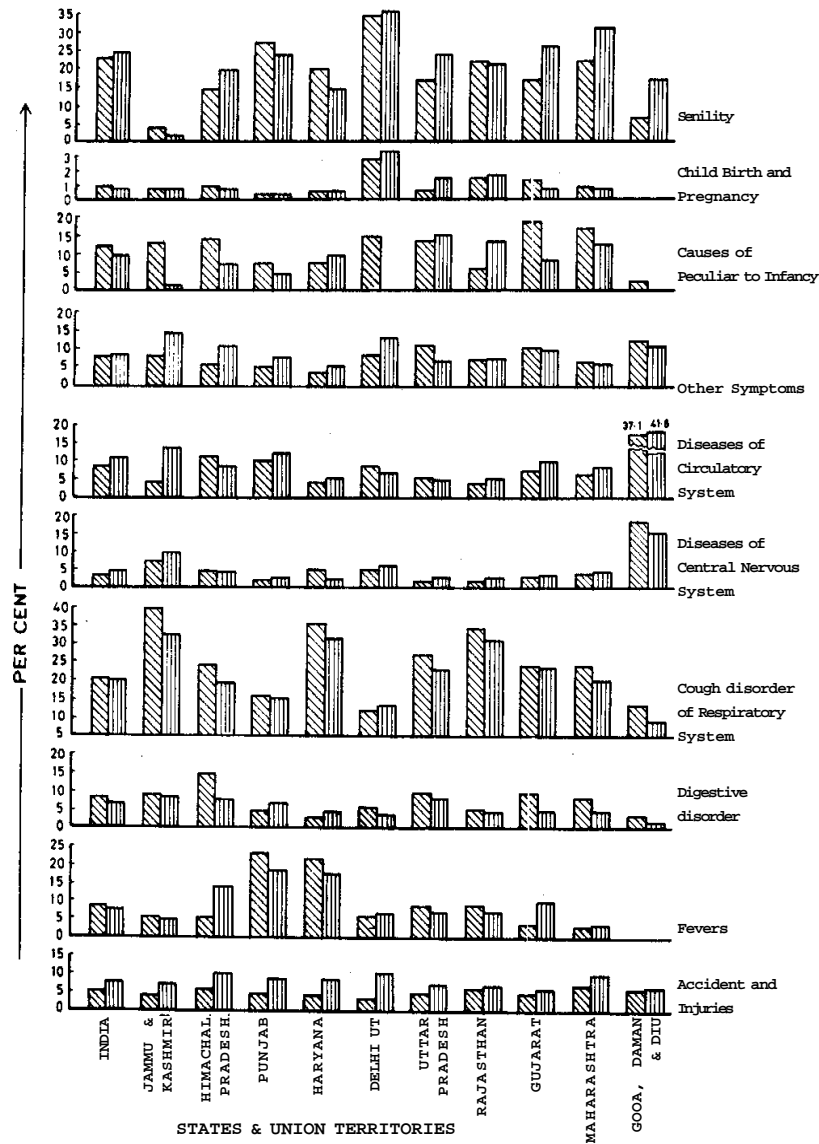 35
30
25
20
15
10
5
0
Senility
3
2
1
0
Child Birth and
Pregnancy
20
15
10
5
0
Causes of
Peculiar to Infancy
20
15
10
5
0
Other Symptoms
20
15
10
5
0
37·1 41·8
Diseases of
Circulatory
System
20
15
10
5
0
Diseases of
Central Nervous
System
40
35
30
25
20
15
10
5
Cough disorder
of Respiratory
System
20
15
10
5
0
Digestive
disorder
25
20
15
10
5
0
Fevers
15
10
5
0
Accident and
Injuries
PER CENT
INDIA
JAMMU &
KASHMIR
HIMACHAL
PRADESH
PUNJAB
HARYANA
DELHI UT
UTTAR
PRADESH
RAJASTHAN
GUJARAT
MAHARASHTRA
GOOA, DAMAN
& DIU
STATES & UNION TERRITORIES